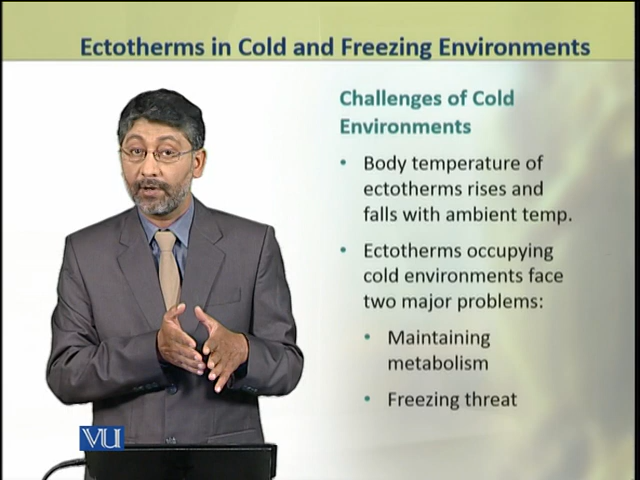 Ectotherms in Cold and Freezing Environments
Challenges of Cold
Environments
• Body temperature of
ectotherms rises and
falls with ambient temp.
• Ectotherms occupying
cold environments face
two major problems:
• Maintaining
metabolism
• Freezing threat
VU